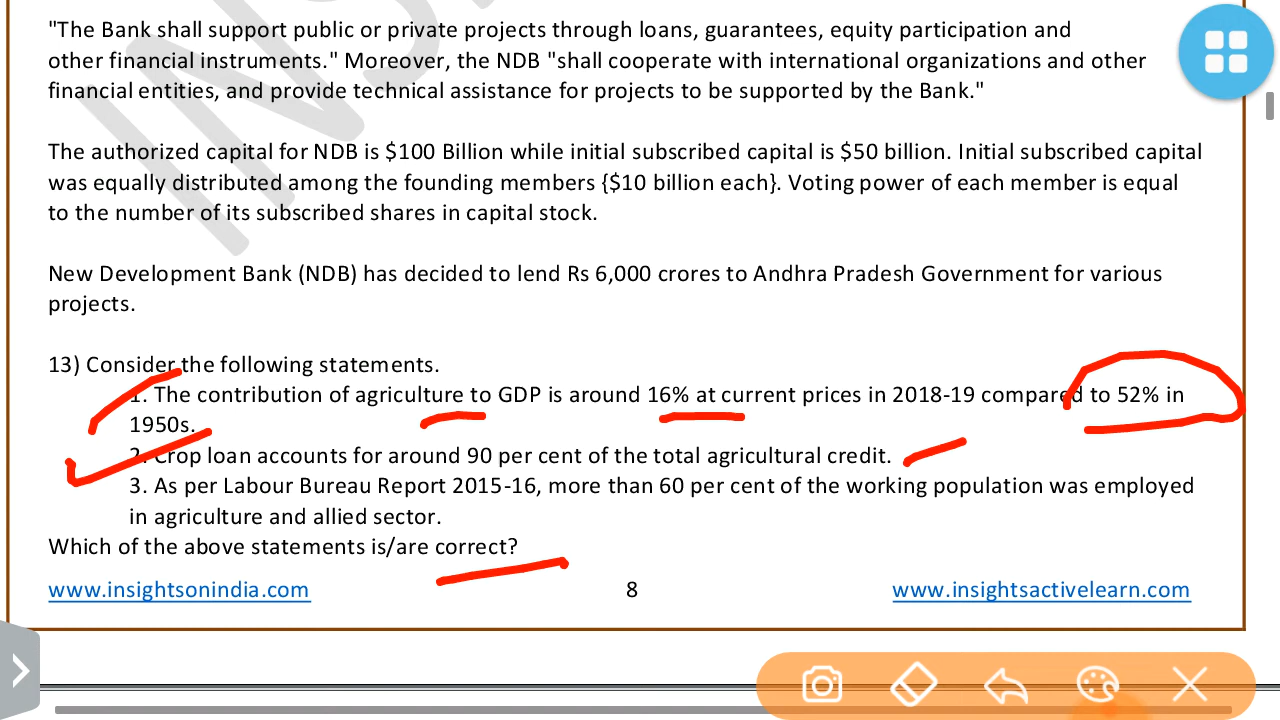 "The Bank shall support public or private projects through loans, guarantees, equity participation and
other financial instruments." Moreover, the NDB "shall cooperate with international organizations and other
financial entities, and provide technical assistance for projects to be supported by the Bank."
The authorized capital for NDB is $100 Billion while initial subscribed capital is $50 billion. Initial subscribed capital
was equally distributed among the founding members {$10 billion each}. Voting power of each member is equal
to the number of its subscribed shares in capital stock.
New Development Bank (NDB) has decided to lend Rs 6,000 crores to Andhra Pradesh Government for various
projects.
13) Consider the following statements.
1. The contribution of agriculture to GDP is around 16% at current prices in 2018-19 compared to 52% in
1950s.
2. Crop loan accounts for around 90 per cent of the total agricultural credit.
3. As per Labour Bureau Report 2015-16, more than 60 per cent of the working population was employed
in agriculture and allied sector.
Which of the above statements is/are correct?
www.insightsonindia.com 8 www.insightsactivelearn.com